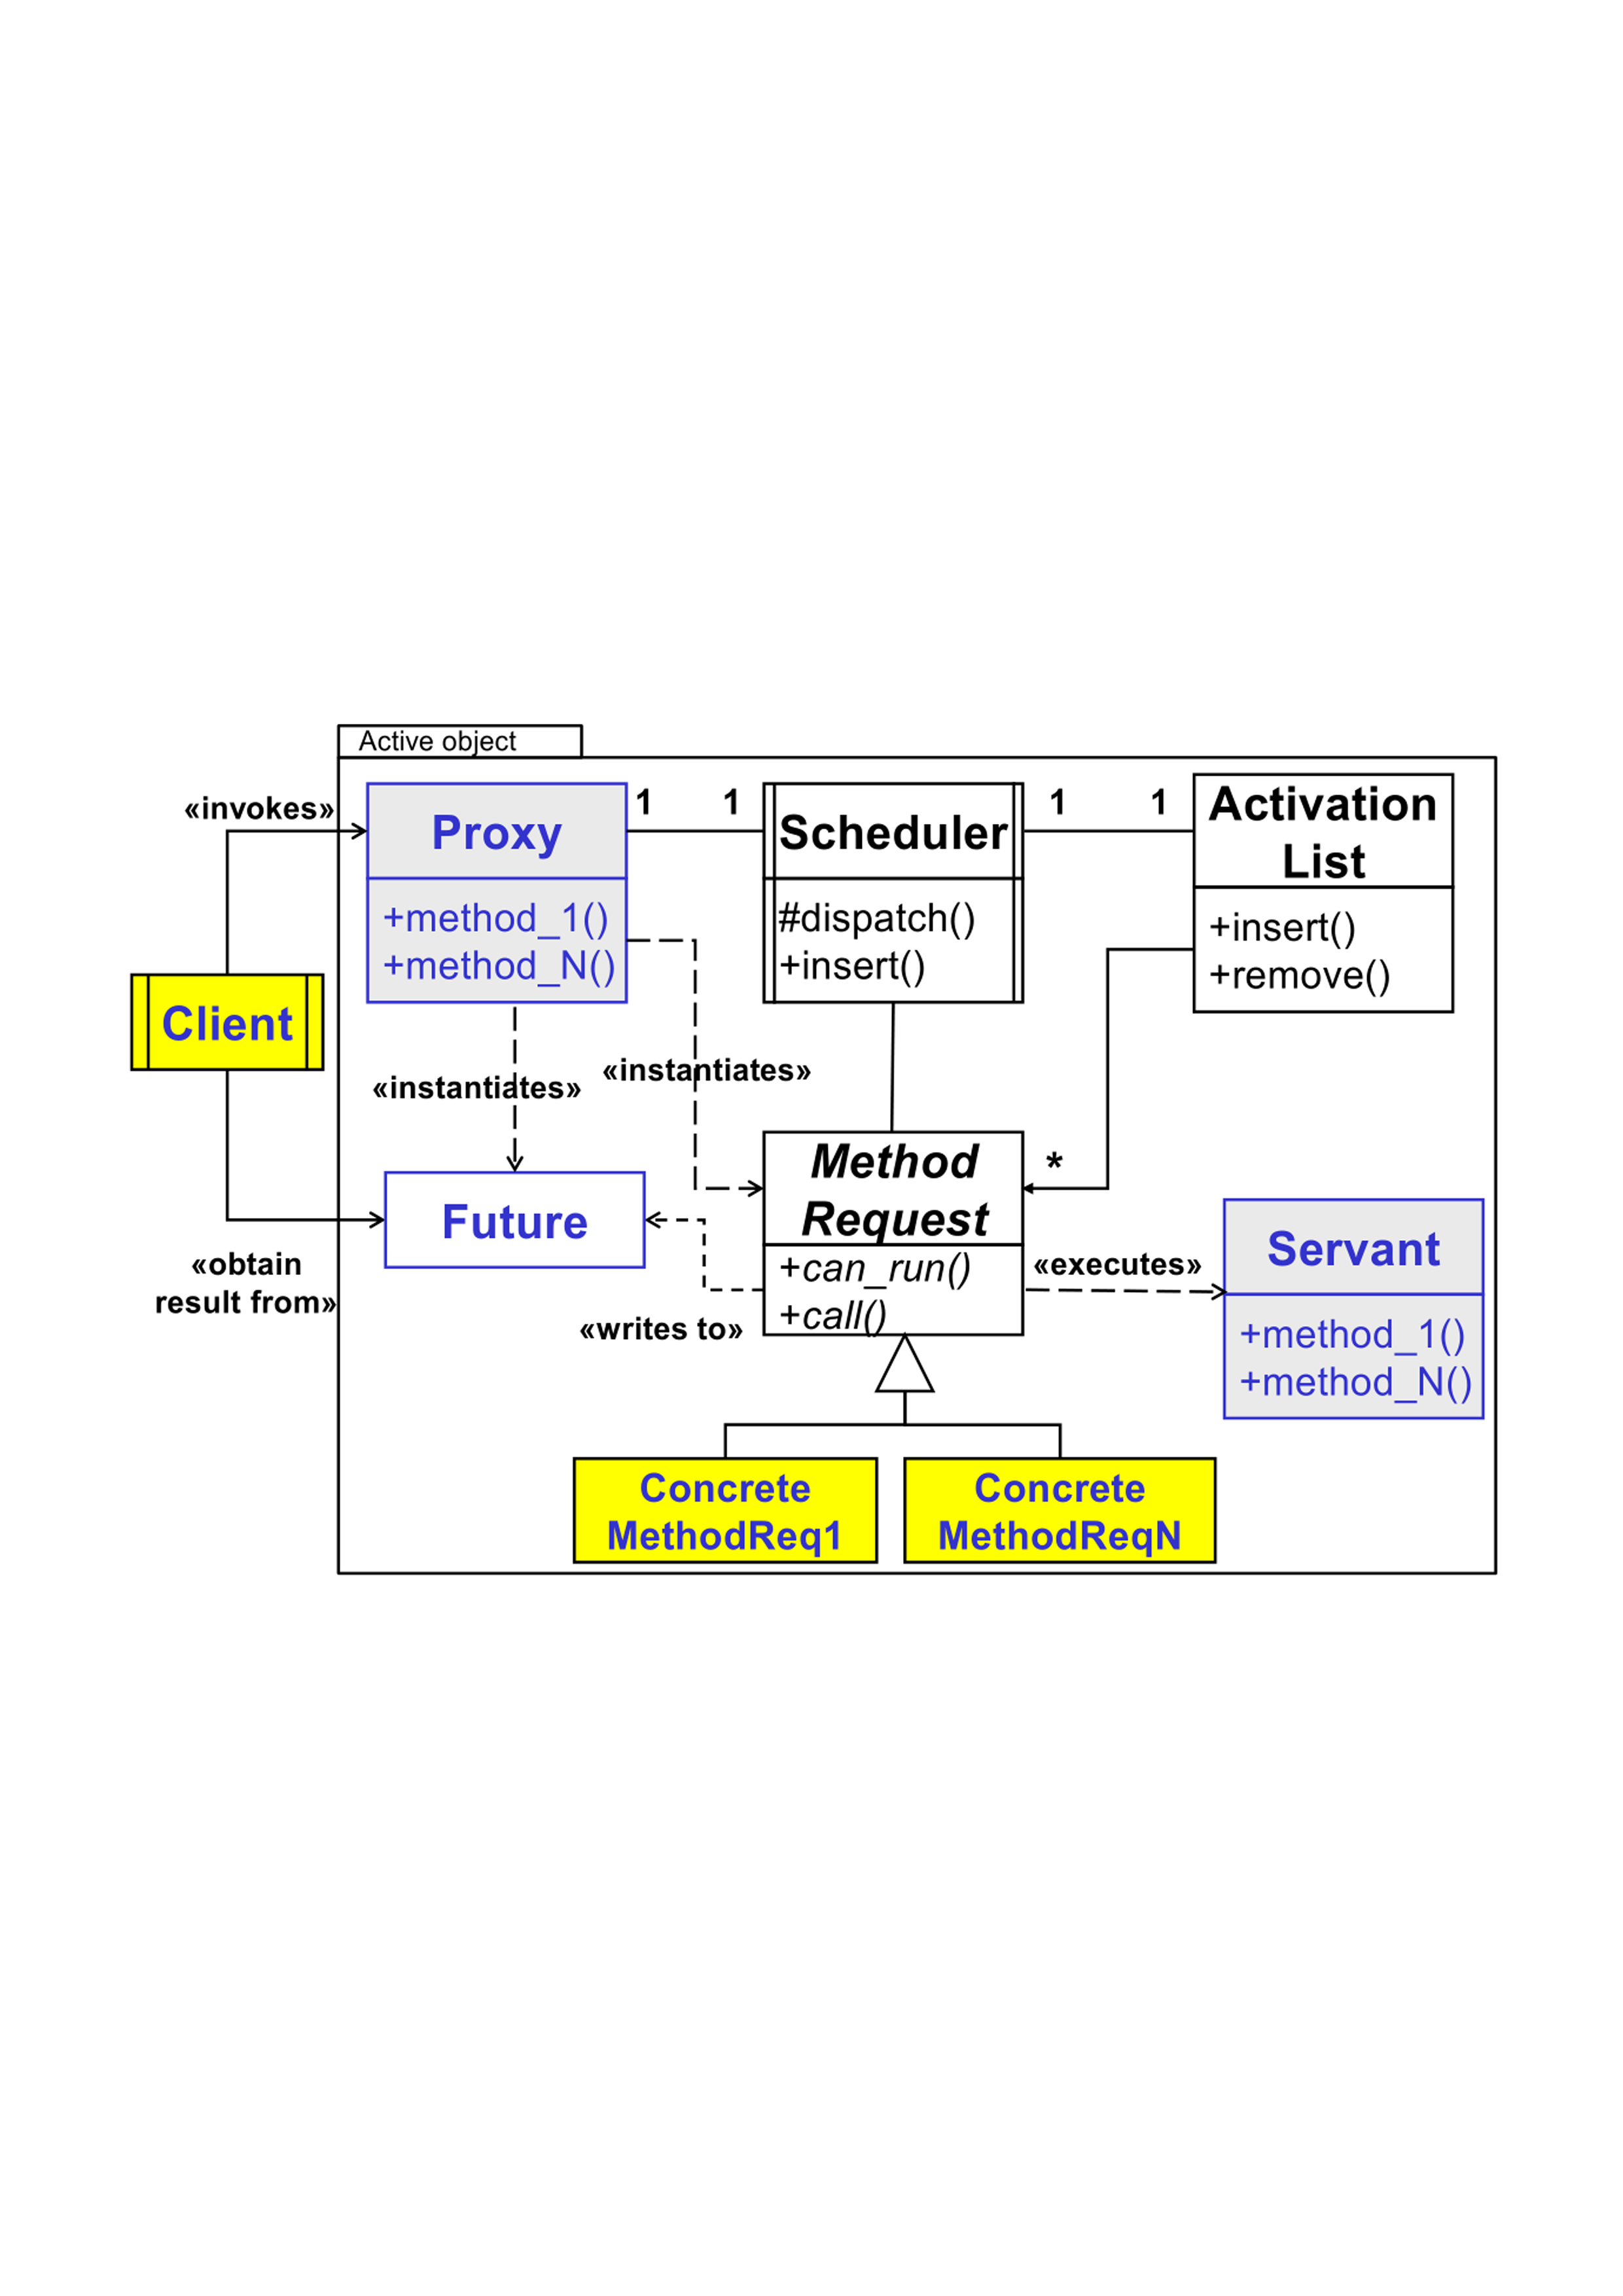 Active object
«invokes»
Proxy
1
1
Scheduler
1
1
Activation
List
+method_1()
+method_N()
#dispatch()
+insert()
+insert()
+remove()
Client
«instantiates»
«instantiates»
Method
Request
*
Future
+can_run()
+call()
«executes»
Servant
+method_1()
+method_N()
«obtain
result from»
«writes to»
Concrete
MethodReq1
Concrete
MethodReqN